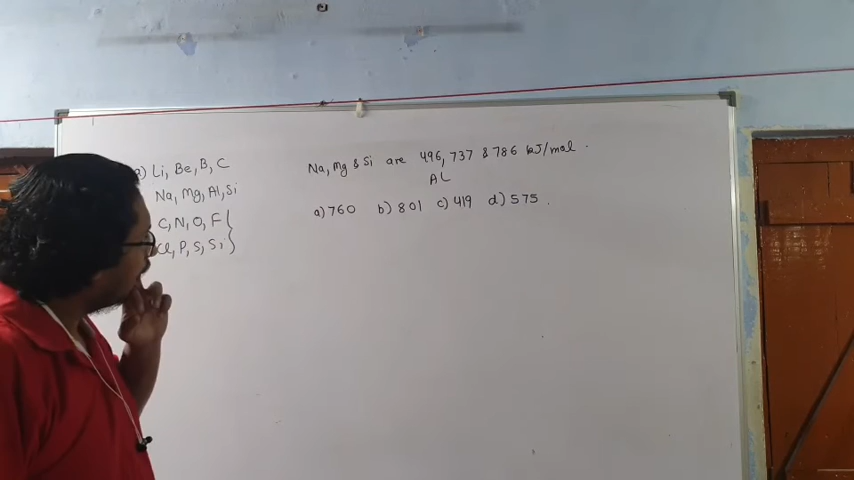 Q) Li, Be, B, C
Na, Mg, Al, Si
C, N, O, F
Cl, P, S, Si
Na, Mg & Si are 496, 737 & 786 kJ/mol.
AL
a) 760 b) 801 c) 419 d) 575.